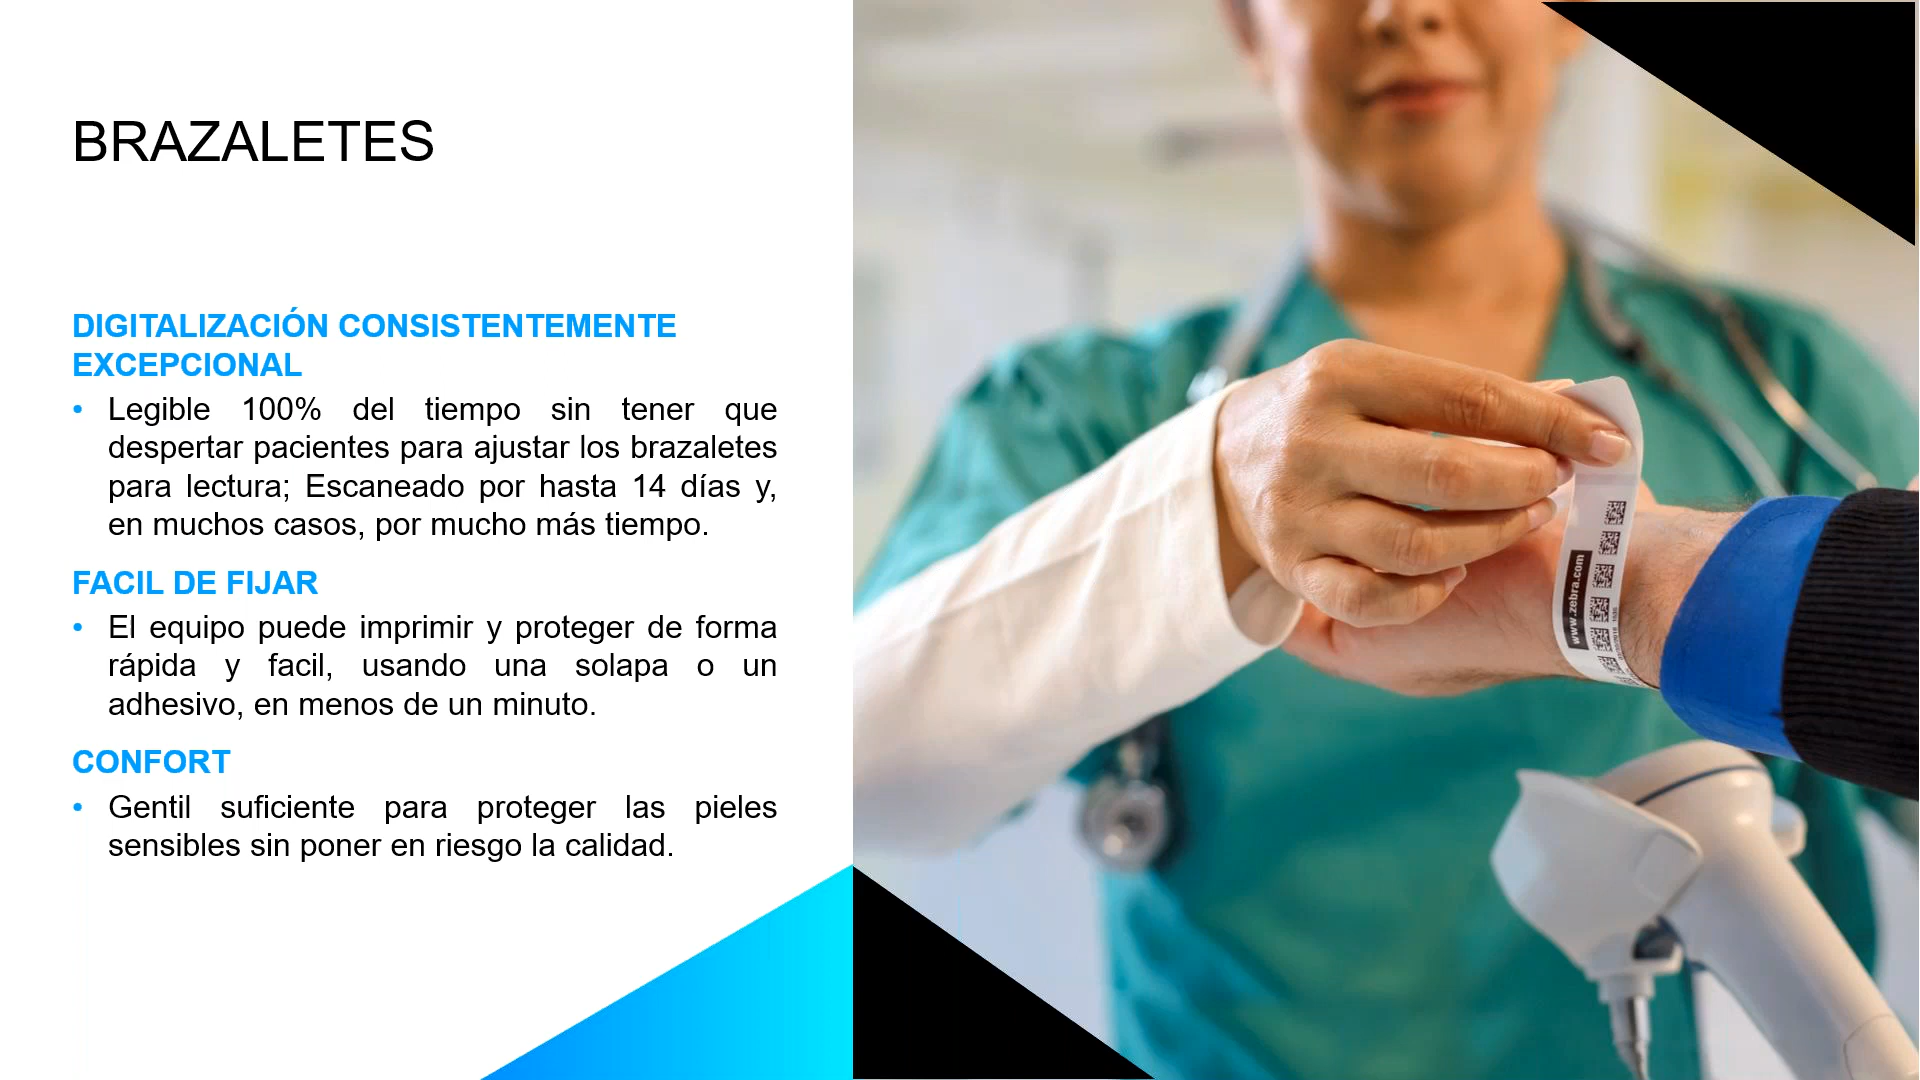 BRAZALETES
DIGITALIZACIÓN CONSISTENTEMENTE
EXCEPCIONAL
• Legible 100% del tiempo sin tener que
despertar pacientes para ajustar los brazaletes
para lectura; Escaneado por hasta 14 días y,
en muchos casos, por mucho más tiempo.
FACIL DE FIJAR
• El equipo puede imprimir y proteger de forma
rápida y facil, usando una solapa o un
adhesivo, en menos de un minuto.
CONFORT
• Gentil suficiente para proteger las pieles
sensibles sin poner en riesgo la calidad.
www.zebra.com